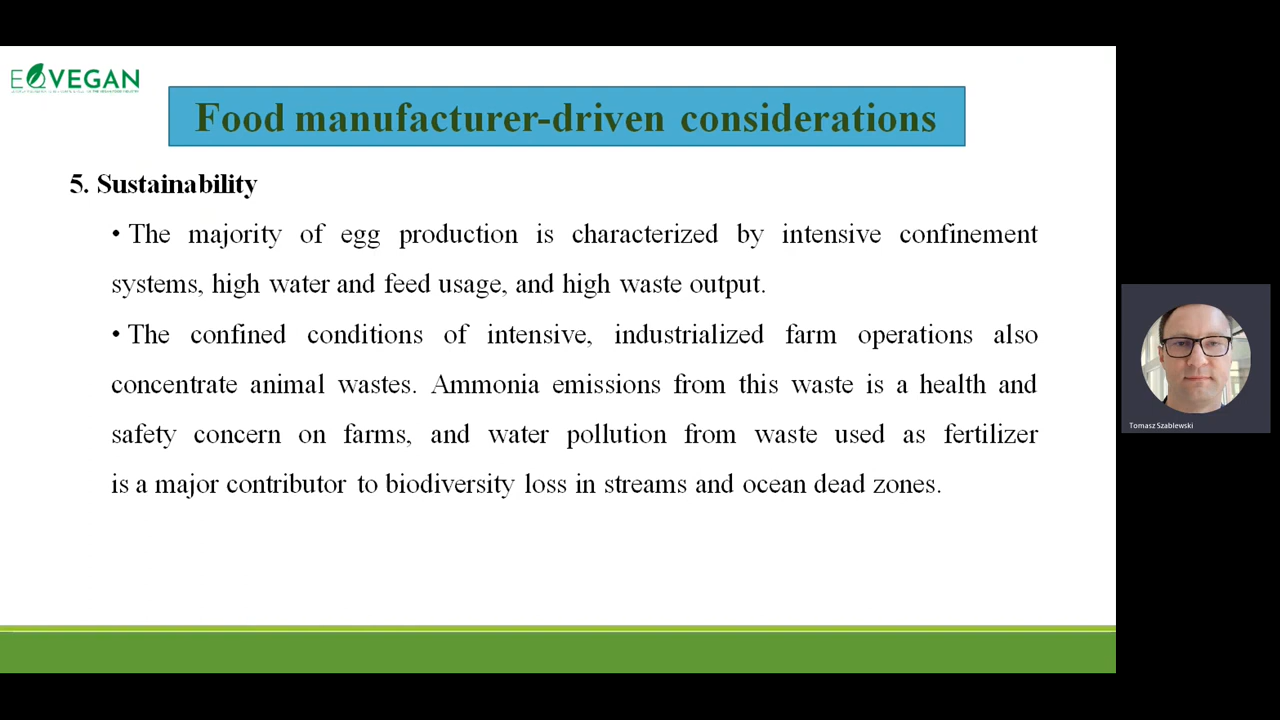 EQVEGAN
Food manufacturer-driven considerations
5. Sustainability
• The majority of egg production is characterized by intensive confinement
systems, high water and feed usage, and high waste output.
• The confined conditions of intensive, industrialized farm operations also
concentrate animal wastes. Ammonia emissions from this waste is a health and
safety concern on farms, and water pollution from waste used as fertilizer
is a major contributor to biodiversity loss in streams and ocean dead zones.
Tomasz Szablewski